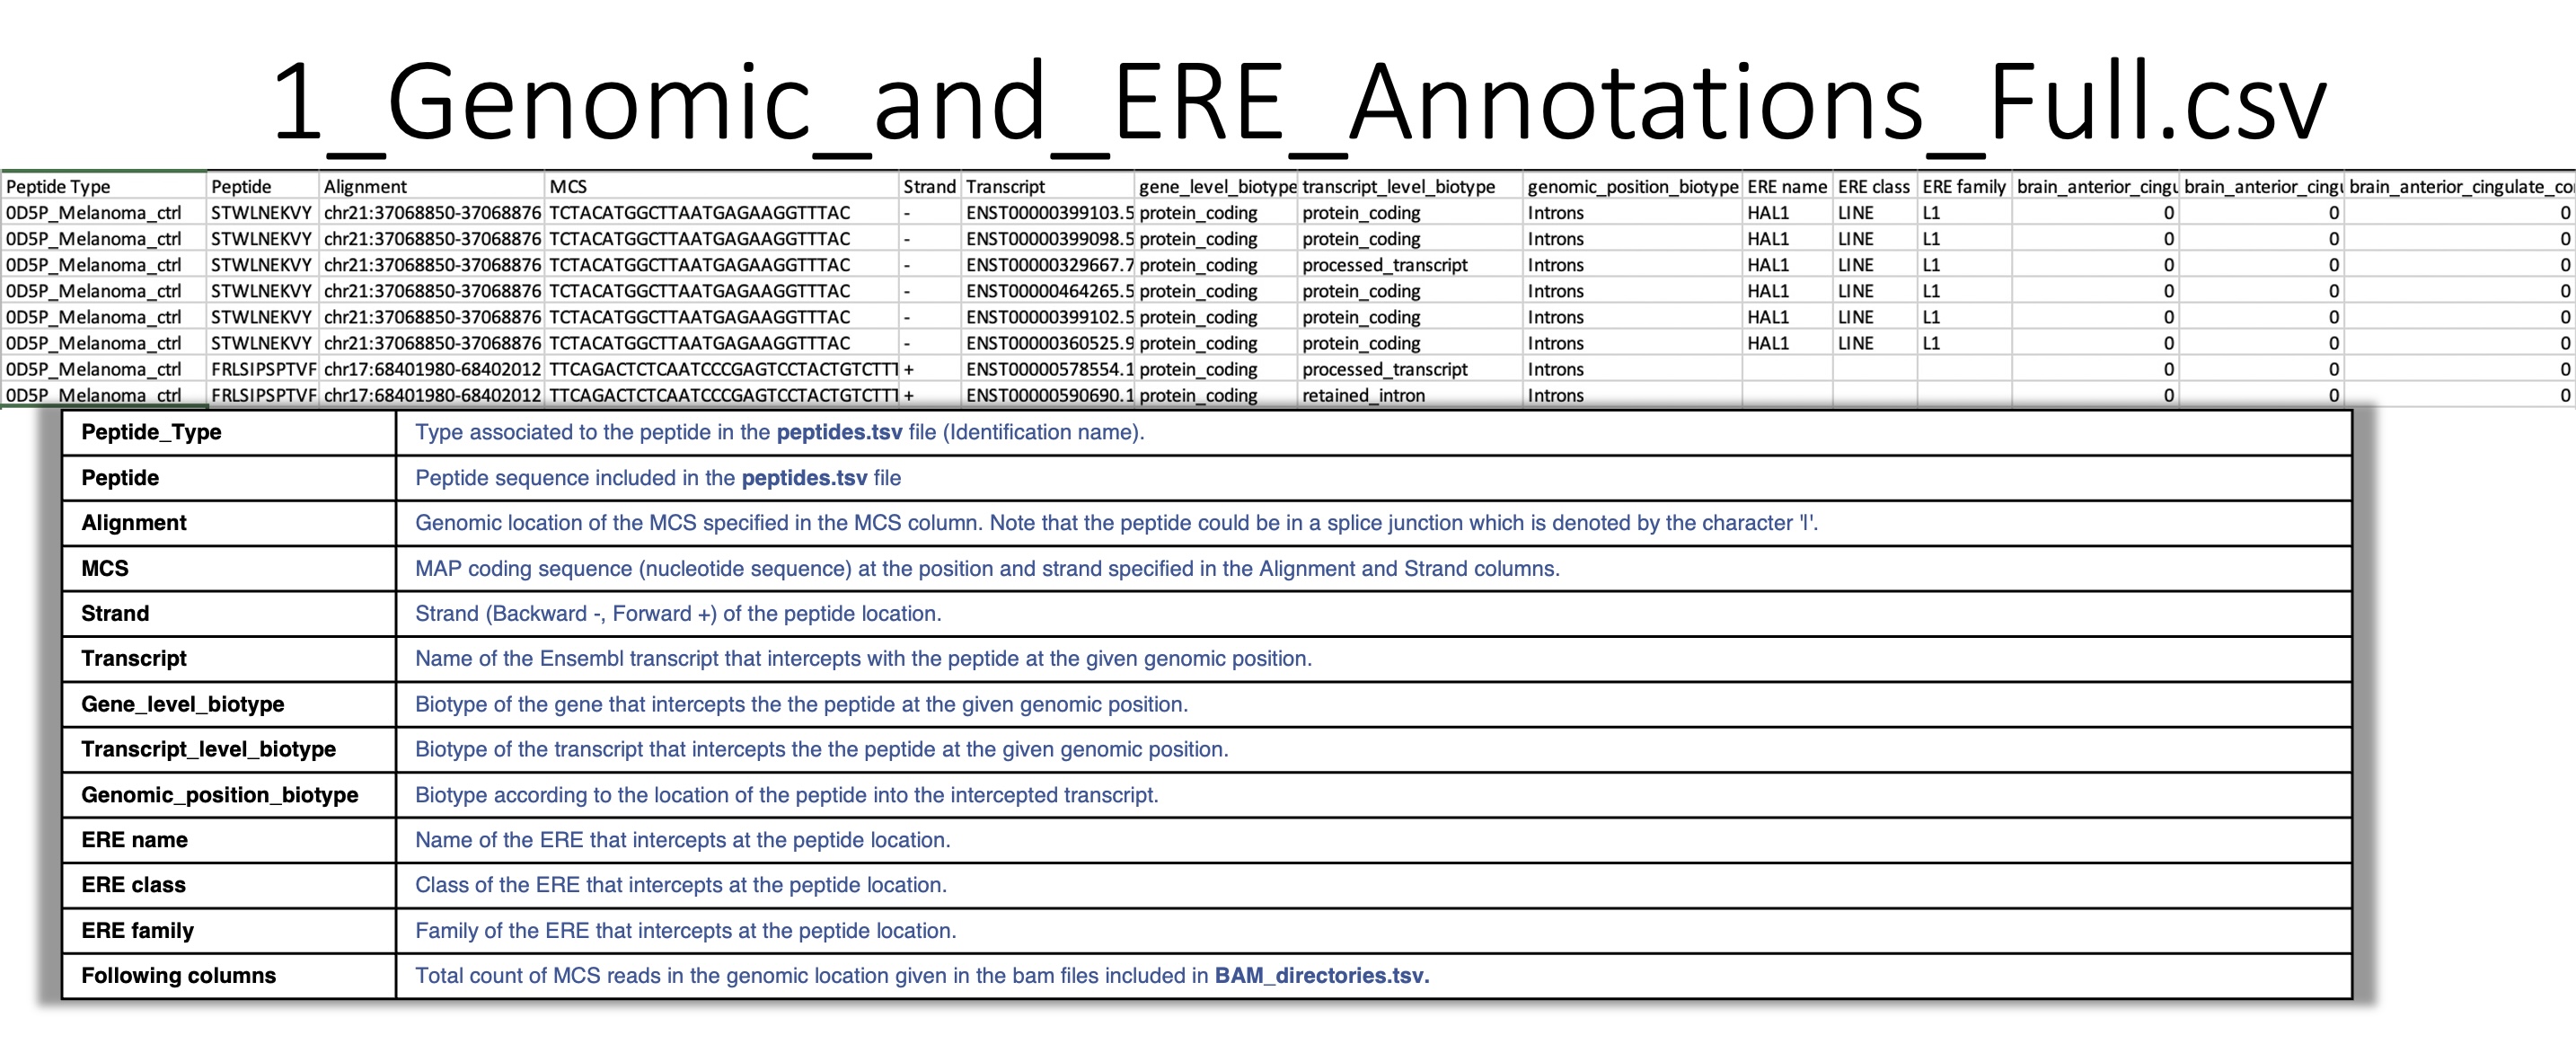 1_Genomic_and_ERE_Annotations_Full.csv
Peptide Type Peptide Alignment MCS Strand Transcript gene_level_biotype transcript_level_biotype genomic_position_biotype ERE name ERE class ERE family brain_anterior_cingu brain_anterior_cingu brain_anterior_cingulate_co
0D5P_Melanoma_ctrl STWLNEKVY chr21:37068850-37068876 TCTACATGGCTTAATGAGAAGGTTTAC - ENST00000399103.5 protein_coding protein_coding Introns HAL1 LINE L1 0 0 0
0D5P_Melanoma_ctrl STWLNEKVY chr21:37068850-37068876 TCTACATGGCTTAATGAGAAGGTTTAC - ENST00000399098.5 protein_coding protein_coding Introns HAL1 LINE L1 0 0 0
0D5P_Melanoma_ctrl STWLNEKVY chr21:37068850-37068876 TCTACATGGCTTAATGAGAAGGTTTAC - ENST00000329667.7 protein_coding processed_transcript Introns HAL1 LINE L1 0 0 0
0D5P_Melanoma_ctrl STWLNEKVY chr21:37068850-37068876 TCTACATGGCTTAATGAGAAGGTTTAC - ENST00000464265.5 protein_coding protein_coding Introns HAL1 LINE L1 0 0 0
0D5P_Melanoma_ctrl STWLNEKVY chr21:37068850-37068876 TCTACATGGCTTAATGAGAAGGTTTAC - ENST00000399102.5 protein_coding protein_coding Introns HAL1 LINE L1 0 0 0
0D5P_Melanoma_ctrl STWLNEKVY chr21:37068850-37068876 TCTACATGGCTTAATGAGAAGGTTTAC - ENST00000360525.9 protein_coding protein_coding Introns HAL1 LINE L1 0 0 0
0D5P_Melanoma_ctrl FRLSIPSPTVF chr17:68401980-68402012 TTCAGACTCTCAATCCCGAGTCCTACTGTCTTT + ENST00000578554.1 protein_coding processed_transcript Introns 0 0 0
0D5P_Melanoma_ctrl FRLSIPSPTVF chr17:68401980-68402012 TTCAGACTCTCAATCCCGAGTCCTACTGTCTTT + ENST00000590690.1 protein_coding retained_intron Introns 0 0 0
Peptide_Type Type associated to the peptide in the peptides.tsv file (Identification name).
Peptide Peptide sequence included in the peptides.tsv file
Alignment Genomic location of the MCS specified in the MCS column. Note that the peptide could be in a splice junction which is denoted by the character '|'.
MCS MAP coding sequence (nucleotide sequence) at the position and strand specified in the Alignment and Strand columns.
Strand Strand (Backward -, Forward +) of the peptide location.
Transcript Name of the Ensembl transcript that intercepts with the peptide at the given genomic position.
Gene_level_biotype Biotype of the gene that intercepts the the peptide at the given genomic position.
Transcript_level_biotype Biotype of the transcript that intercepts the the peptide at the given genomic position.
Genomic_position_biotype Biotype according to the location of the peptide into the intercepted transcript.
ERE name Name of the ERE that intercepts at the peptide location.
ERE class Class of the ERE that intercepts at the peptide location.
ERE family Family of the ERE that intercepts at the peptide location.
Following columns Total count of MCS reads in the genomic location given in the bam files included in BAM_directories.tsv.